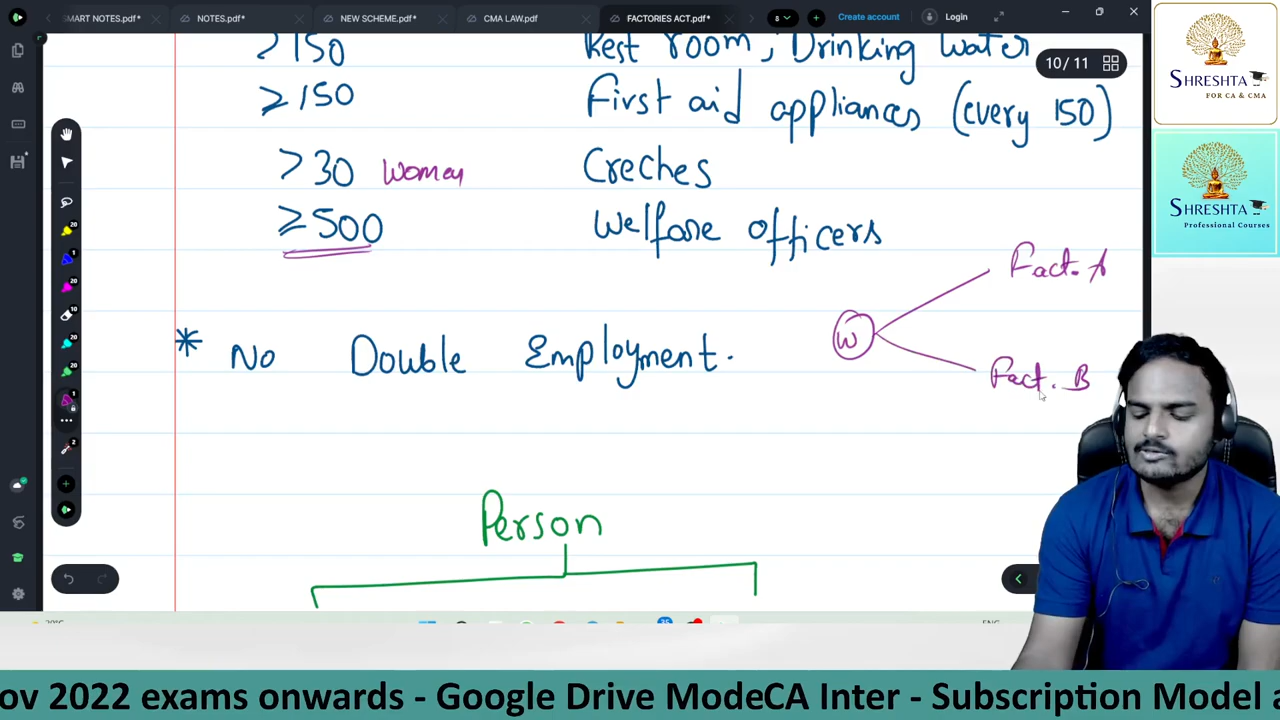 SMART NOTES.pdf*
NOTES.pdf*
NEW SCHEME.pdf*
CMA LAW.pdf
FACTORIES ACT.pdf*
8
Create account
Login
10 / 11
>150 Rest room, Drinking water
≥150 First aid appliances (every 150)
>30 Women Creches
≥500 Welfare officers
Fact. A
W
* No Double Employment.
Fact. B
Person
SHRESHTA
FOR CA & CMA
SHRESHTA
Professional Courses
ENG
ov 2022 exams onwards - Google Drive ModeCA Inter - Subscription Model a